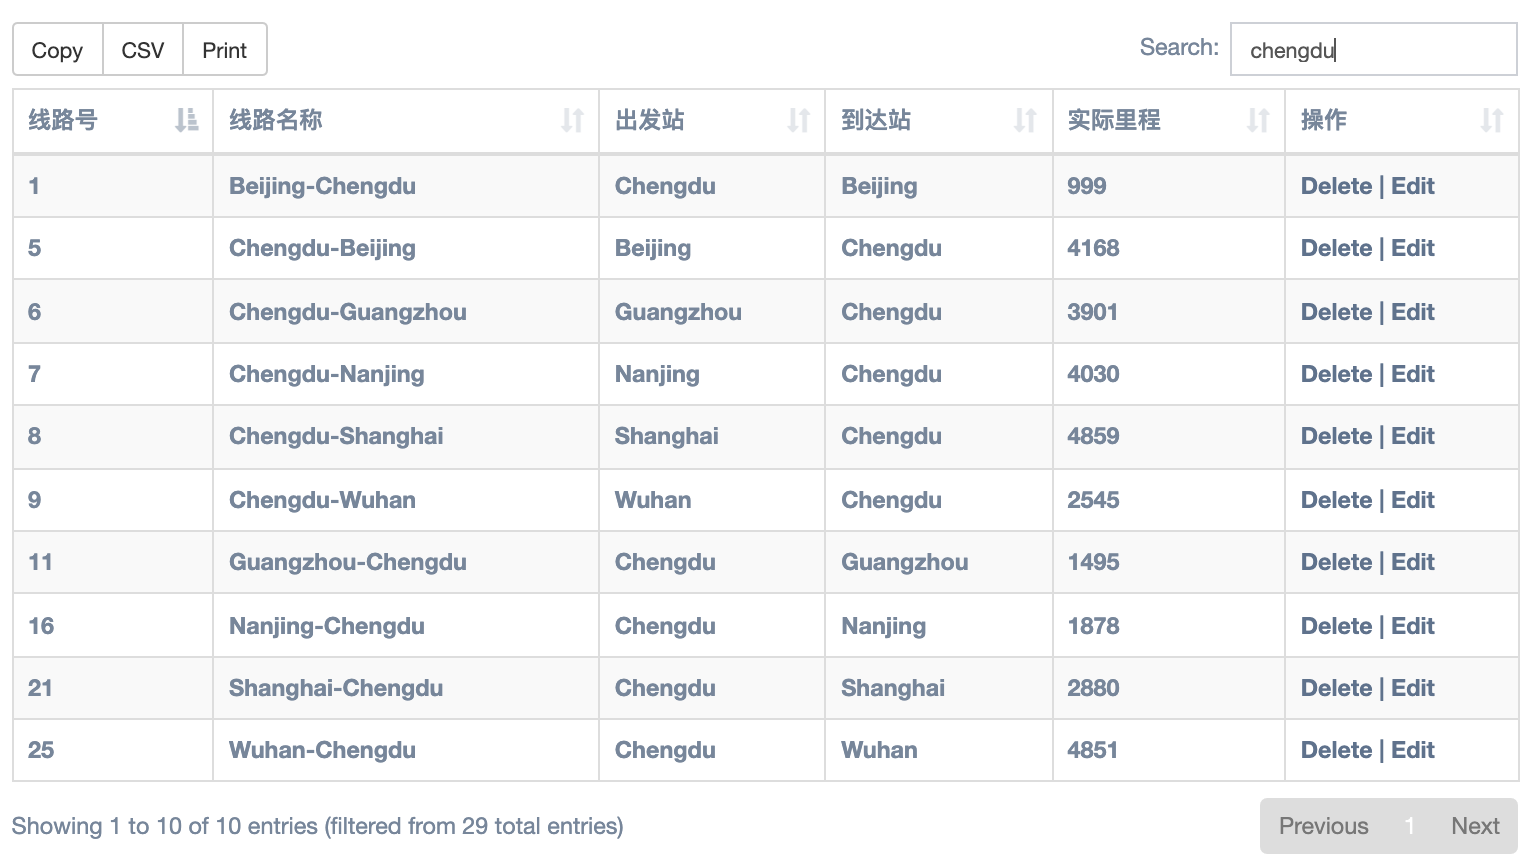 Copy CSV Print Search: chengdu
线路号 线路名称 出发站 到达站 实际里程 操作
1 Beijing-Chengdu Chengdu Beijing 999 Delete | Edit
5 Chengdu-Beijing Beijing Chengdu 4168 Delete | Edit
6 Chengdu-Guangzhou Guangzhou Chengdu 3901 Delete | Edit
7 Chengdu-Nanjing Nanjing Chengdu 4030 Delete | Edit
8 Chengdu-Shanghai Shanghai Chengdu 4859 Delete | Edit
9 Chengdu-Wuhan Wuhan Chengdu 2545 Delete | Edit
11 Guangzhou-Chengdu Chengdu Guangzhou 1495 Delete | Edit
16 Nanjing-Chengdu Chengdu Nanjing 1878 Delete | Edit
21 Shanghai-Chengdu Chengdu Shanghai 2880 Delete | Edit
25 Wuhan-Chengdu Chengdu Wuhan 4851 Delete | Edit
Showing 1 to 10 of 10 entries (filtered from 29 total entries) Previous 1 Next